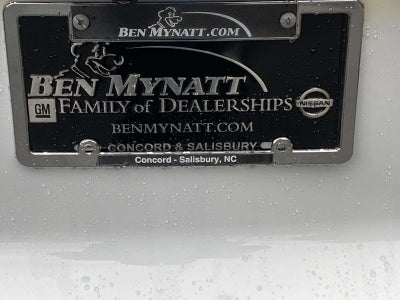 BEN MYNATT.COM
BEN MYNATT
GM FAMILY of DEALERSHIPS NISSAN
BENMYNATT.COM
CONCORD & SALISBURY
Concord - Salisbury, NC